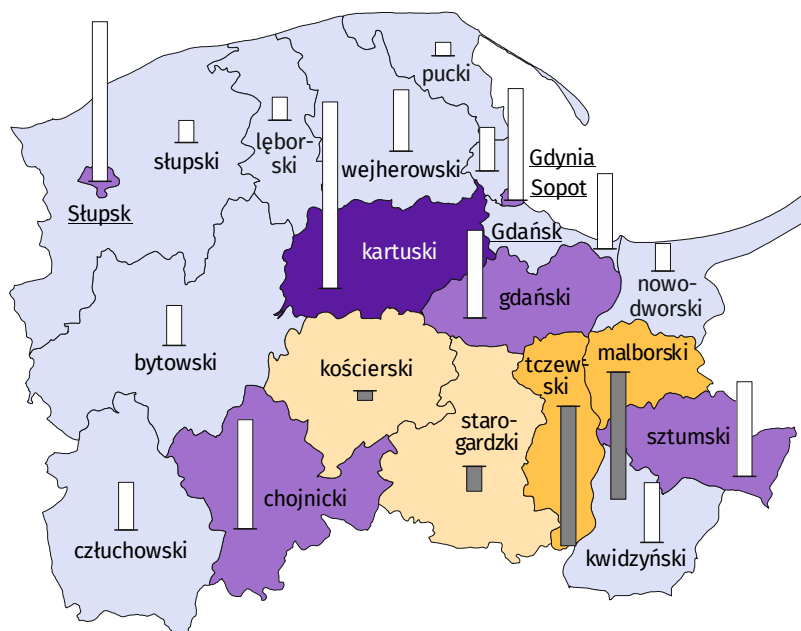 pucki
słupski
lębor-
ski
wejherowski
Gdynia
Sopot
Słupsk
Gdańsk
kartuski
gdański
nowo-
dworski
bytowski
kościerski
tczew-
ski
malborski
staro-
gardzki
sztumski
chojnicki
człuchowski
kwidzyński